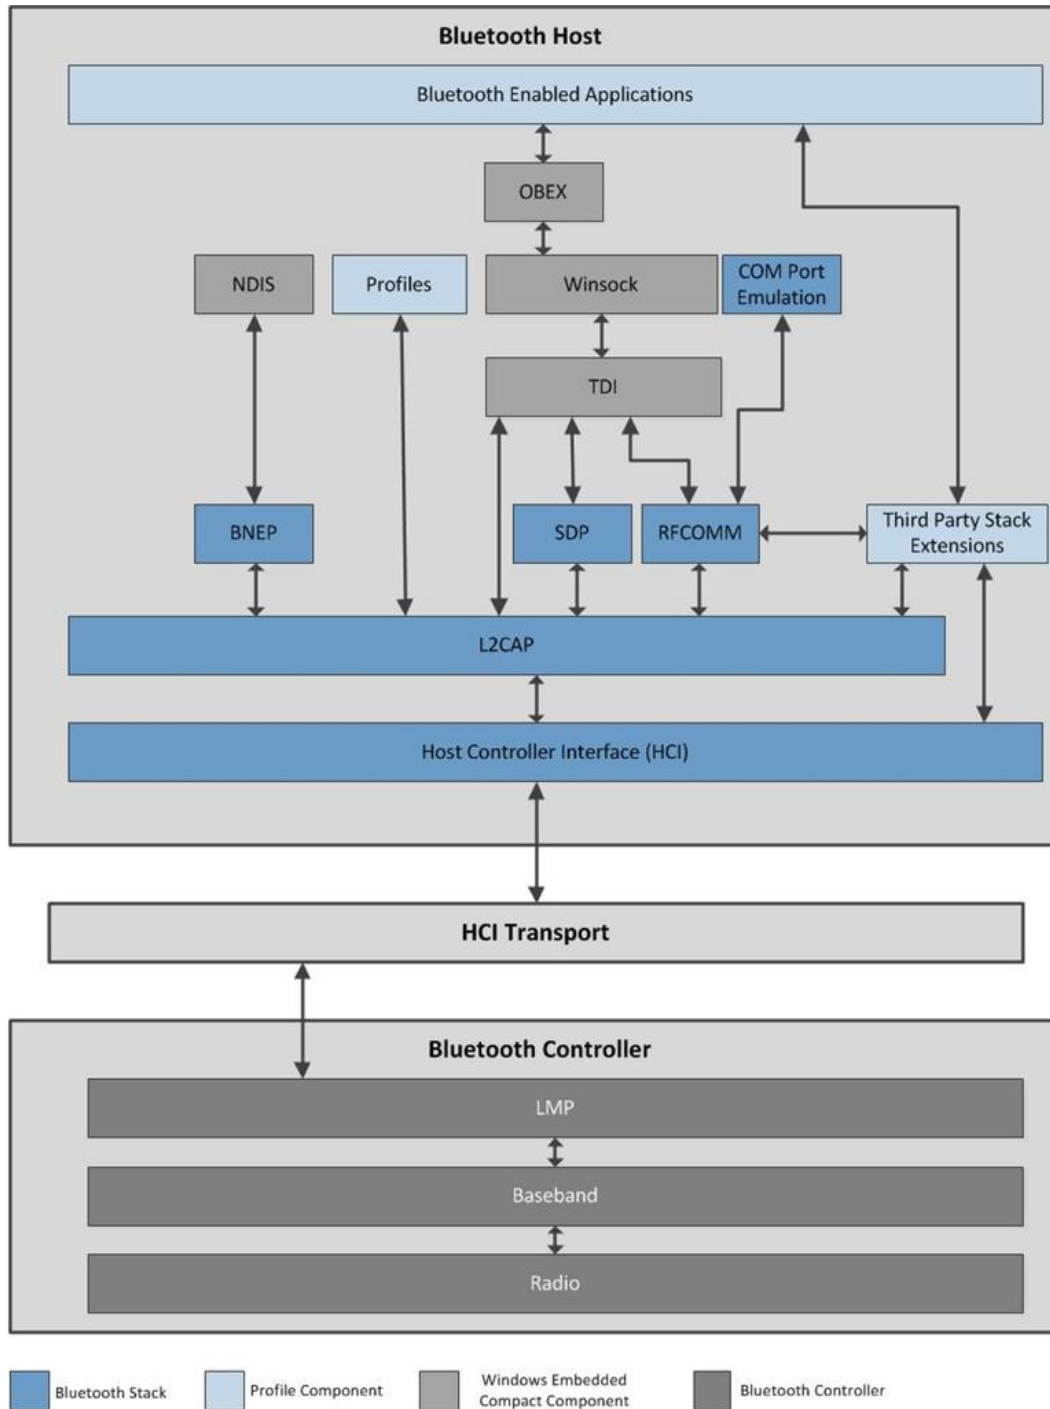 Bluetooth Host
Bluetooth Enabled Applications
OBEX
NDIS
Profiles
Winsock
COM Port
Emulation
TDI
BNEP
SDP
RFCOMM
Third Party Stack
Extensions
L2CAP
Host Controller Interface (HCI)
HCI Transport
Bluetooth Controller
LMP
Baseband
Radio
Bluetooth Stack
Profile Component
Windows Embedded
Compact Component
Bluetooth Controller